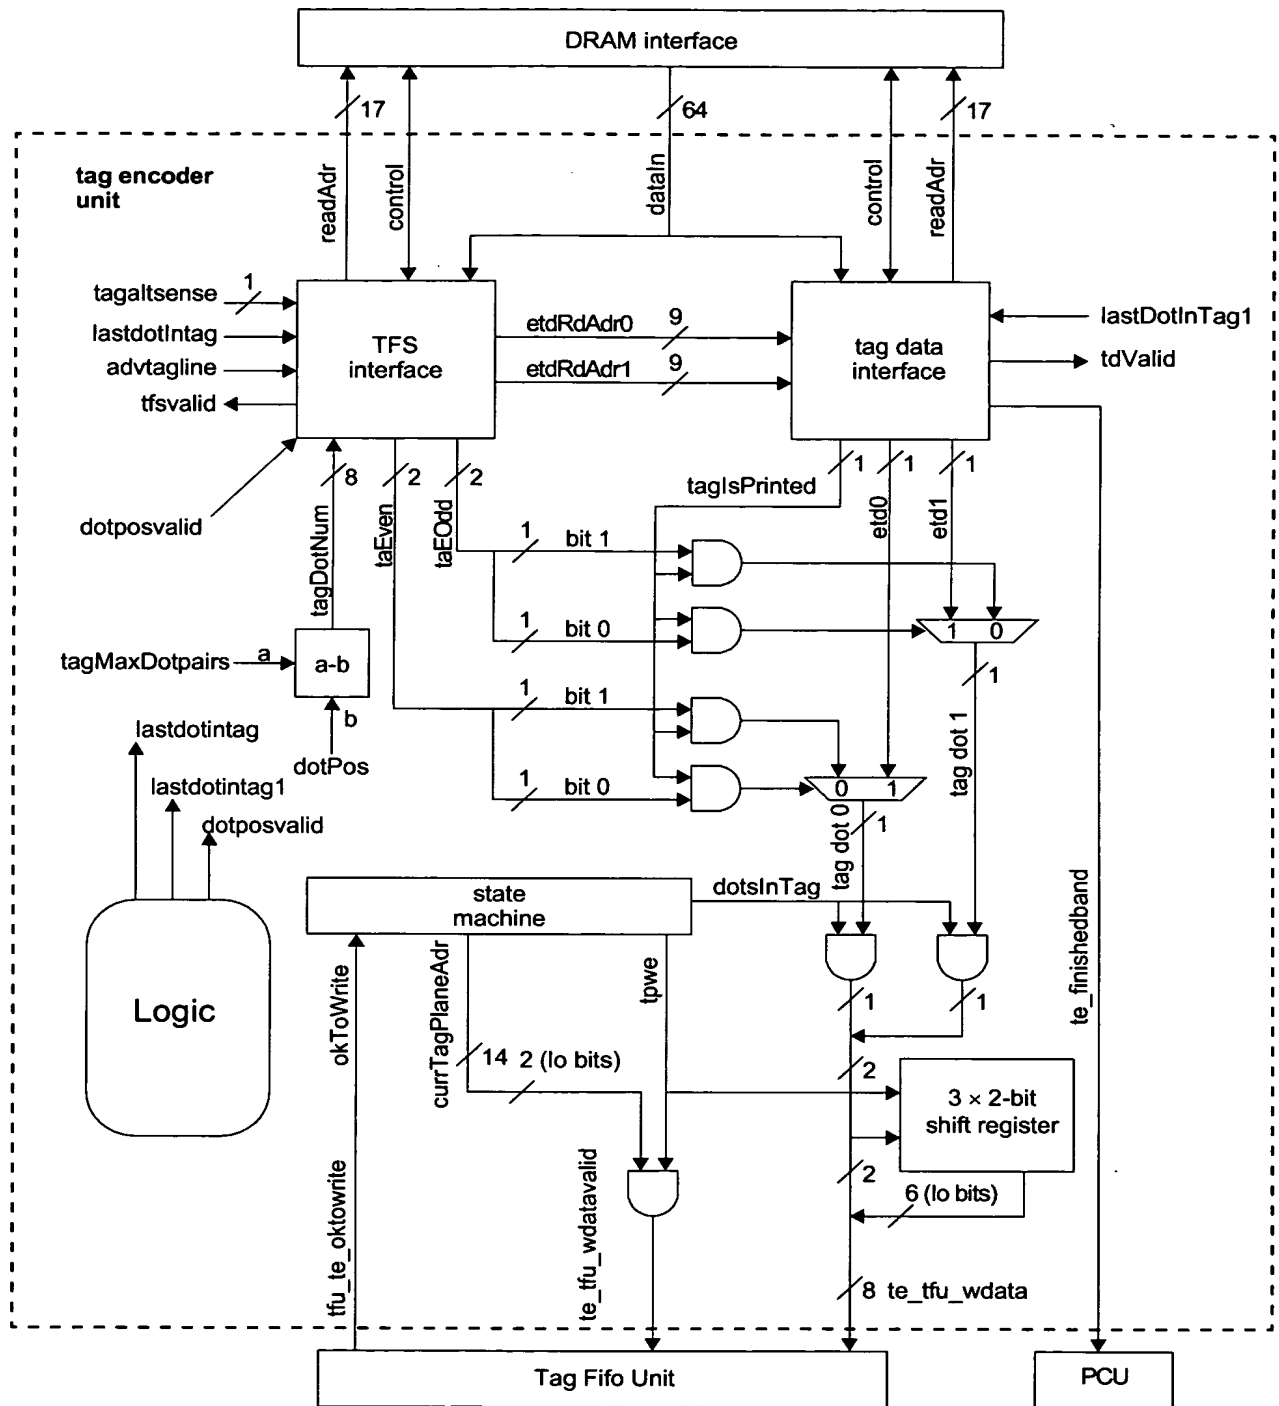 DRAM interface
17
64
17
tag encoder
unit
readAdr
control
dataIn
control
readAdr
tagaltsense
1
lastdotIntag
advtagline
tfsvalid
dotposvalid
TFS
interface
etdRdAdr0
9
etdRdAdr1
9
tag data
interface
lastDotInTag1
tdValid
8
2
2
1
1
1
tagIsPrinted
tagDotNum
taEven
taEOdd
etd0
etd1
1
bit 1
1
bit 0
1 0
1
tagMaxDotpairs
a
a-b
b
dotPos
1
bit 1
1
bit 0
0 1
1
tag dot 1
tag dot 0
lastdotintag
lastdotintag1
dotposvalid
Logic
state
machine
dotsInTag
okToWrite
currTagPlaneAdr
tpwe
14
2 (lo bits)
1
1
2
3 × 2-bit
shift register
2
6 (lo bits)
te_finishedband
tfu_te_oktowrite
te_tfu_wdatavalid
8 te_tfu_wdata
Tag Fifo Unit
PCU